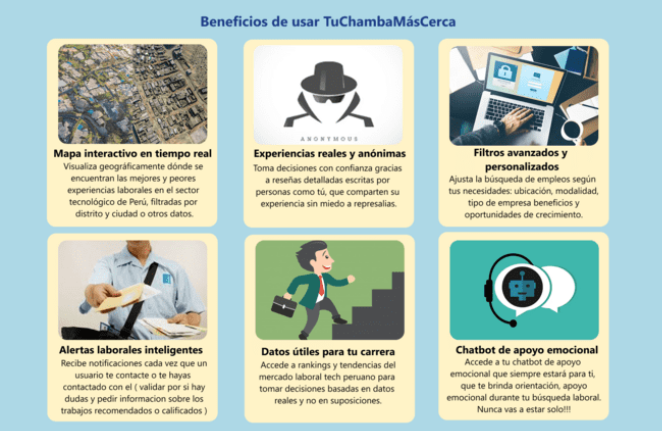 Beneficios de usar TuChambaMásCerca
ANONYMOUS
Mapa interactivo en tiempo real
Visualiza geográficamente dónde se
encuentran las mejores y peores
experiencias laborales en el sector
tecnológico de Perú, filtradas por
distrito y ciudad o otros datos.
Experiencias reales y anónimas
Toma decisiones con confianza gracias
a reseñas detalladas escritas por
personas como tú, que comparten su
experiencia sin miedo a represalias.
Filtros avanzados y
personalizados
Ajusta la búsqueda de empleos según
tus necesidades: ubicación, modalidad,
tipo de empresa beneficios y
oportunidades de crecimiento.
Alertas laborales inteligentes
Recibe notificaciones cada vez que un
usuario te contacte o te hayas
contactado con el ( validar por si hay
dudas y pedir informacion sobre los
trabajos recomendados o calificados )
Datos útiles para tu carrera
Accede a rankings y tendencias del
mercado laboral tech peruano para
tomar decisiones basadas en datos
reales y no en suposiciones.
Chatbot de apoyo emocional
Accede a tu chatbot de apoyo
emocional que siempre estará para ti,
que te brinda orientación, apoyo
emocional durante tu búsqueda laboral.
Nunca vas a estar solo!!!